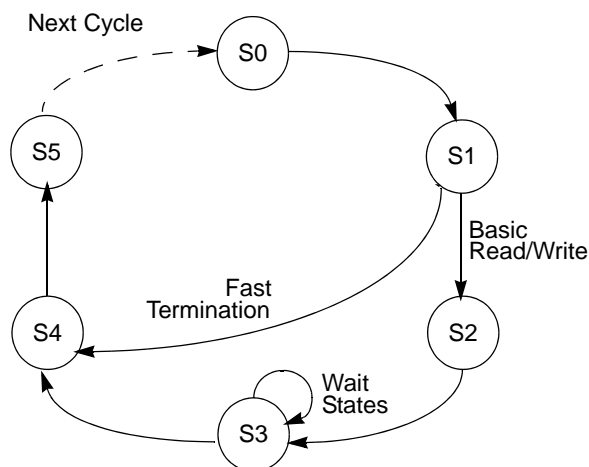 Next Cycle
S0
S5
S1
Basic
Read/Write
Fast
Termination
S4
S2
Wait
States
S3